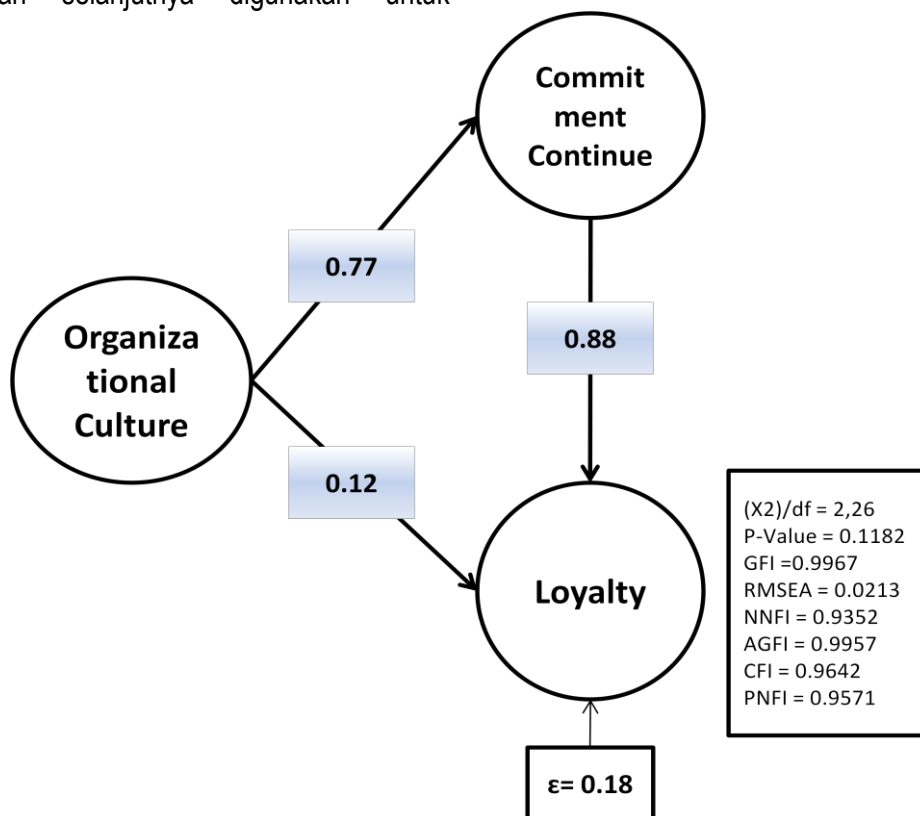 selanjutnya digunakan untuk
Commit
ment
Continue
0.77
0.88
Organiza
tional
Culture
0.12
(X2)/df = 2,26
P-Value = 0.1182
GFI =0.9967
RMSEA = 0.0213
NNFI = 0.9352
AGFI = 0.9957
CFI = 0.9642
PNFI = 0.9571
Loyalty
ε= 0.18